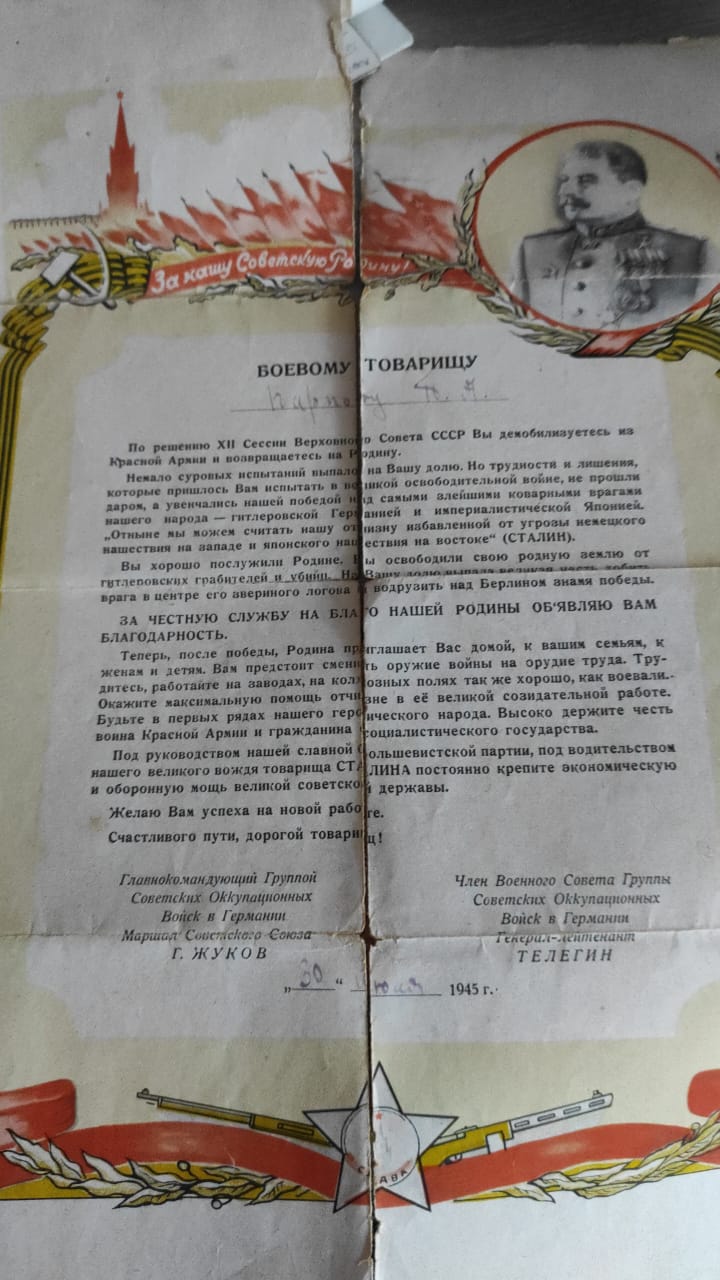 За нашу Советскую Родину!
БОЕВОМУ ТОВАРИЩУ
По решению XII Сессии Верховного Совета СССР Вы демобилизуетесь из
Красной Армии и возвращаетесь на Родину.
Немало суровых испытаний выпало на Вашу долю. Но трудности и лишения,
которые пришлось Вам испытать в великой освободительной войне, не прошли
даром, а увенчались нашей победой над самыми злейшими коварными врагами
нашего народа — гитлеровской Германией и империалистической Японией.
„Отныне мы можем считать нашу отчизну избавленной от угрозы немецкого
нашествия на западе и японского нашествия на востоке“ (СТАЛИН).
Вы хорошо послужили Родине. Вы освободили свою родную землю от
гитлеровских грабителей и убийц. На Вашу долю выпала великая честь добить
врага в центре его звериного логова и водрузить над Берлином знамя победы.
ЗА ЧЕСТНУЮ СЛУЖБУ НА БЛАГО НАШЕЙ РОДИНЫ ОБ'ЯВЛЯЮ ВАМ
БЛАГОДАРНОСТЬ.
Теперь, после победы, Родина приглашает Вас домой, к вашим семьям, к
женам и детям. Вам предстоит сменить оружие войны на орудие труда. Тру-
дитесь, работайте на заводах, на колхозных полях так же хорошо, как воевали.
Окажите максимальную помощь отчизне в её великой созидательной работе.
Будьте в первых рядах нашего героического народа. Высоко держите честь
воина Красной Армии и гражданина социалистического государства.
Под руководством нашей славной большевистской партии, под водительством
нашего великого вождя товарища СТАЛИНА постоянно крепите экономическую
и оборонную мощь великой советской державы.
Желаю Вам успеха на новой работе.
Счастливого пути, дорогой товарищ!
Главнокомандующий Группой
Советских Оккупационных
Войск в Германии
Маршал Советского Союза
Г. ЖУКОВ
Член Военного Совета Группы
Советских Оккупационных
Войск в Германии
Генерал-лейтенант
ТЕЛЕГИН
„30“ 1945 г.
СЛАВА